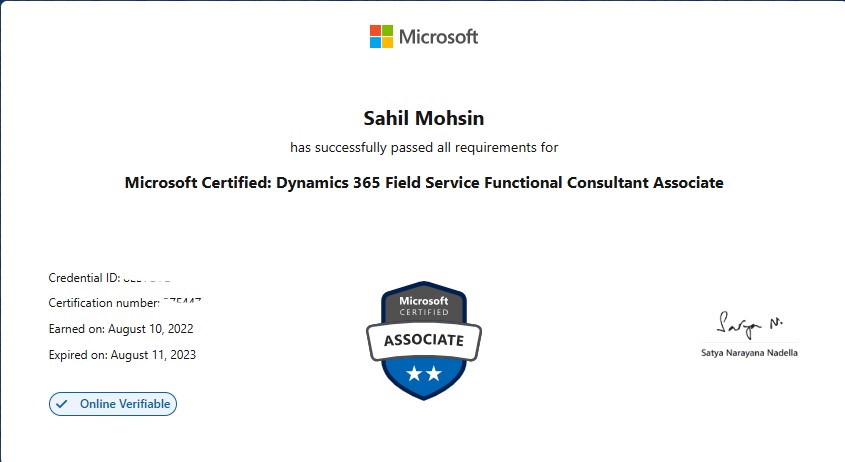 Microsoft
Sahil Mohsin
has successfully passed all requirements for
Microsoft Certified: Dynamics 365 Field Service Functional Consultant Associate
Credential ID:
Certification number:
Earned on: August 10, 2022
Expired on: August 11, 2023
Online Verifiable
Microsoft
CERTIFIED
ASSOCIATE
Satya N.
Satya Narayana Nadella